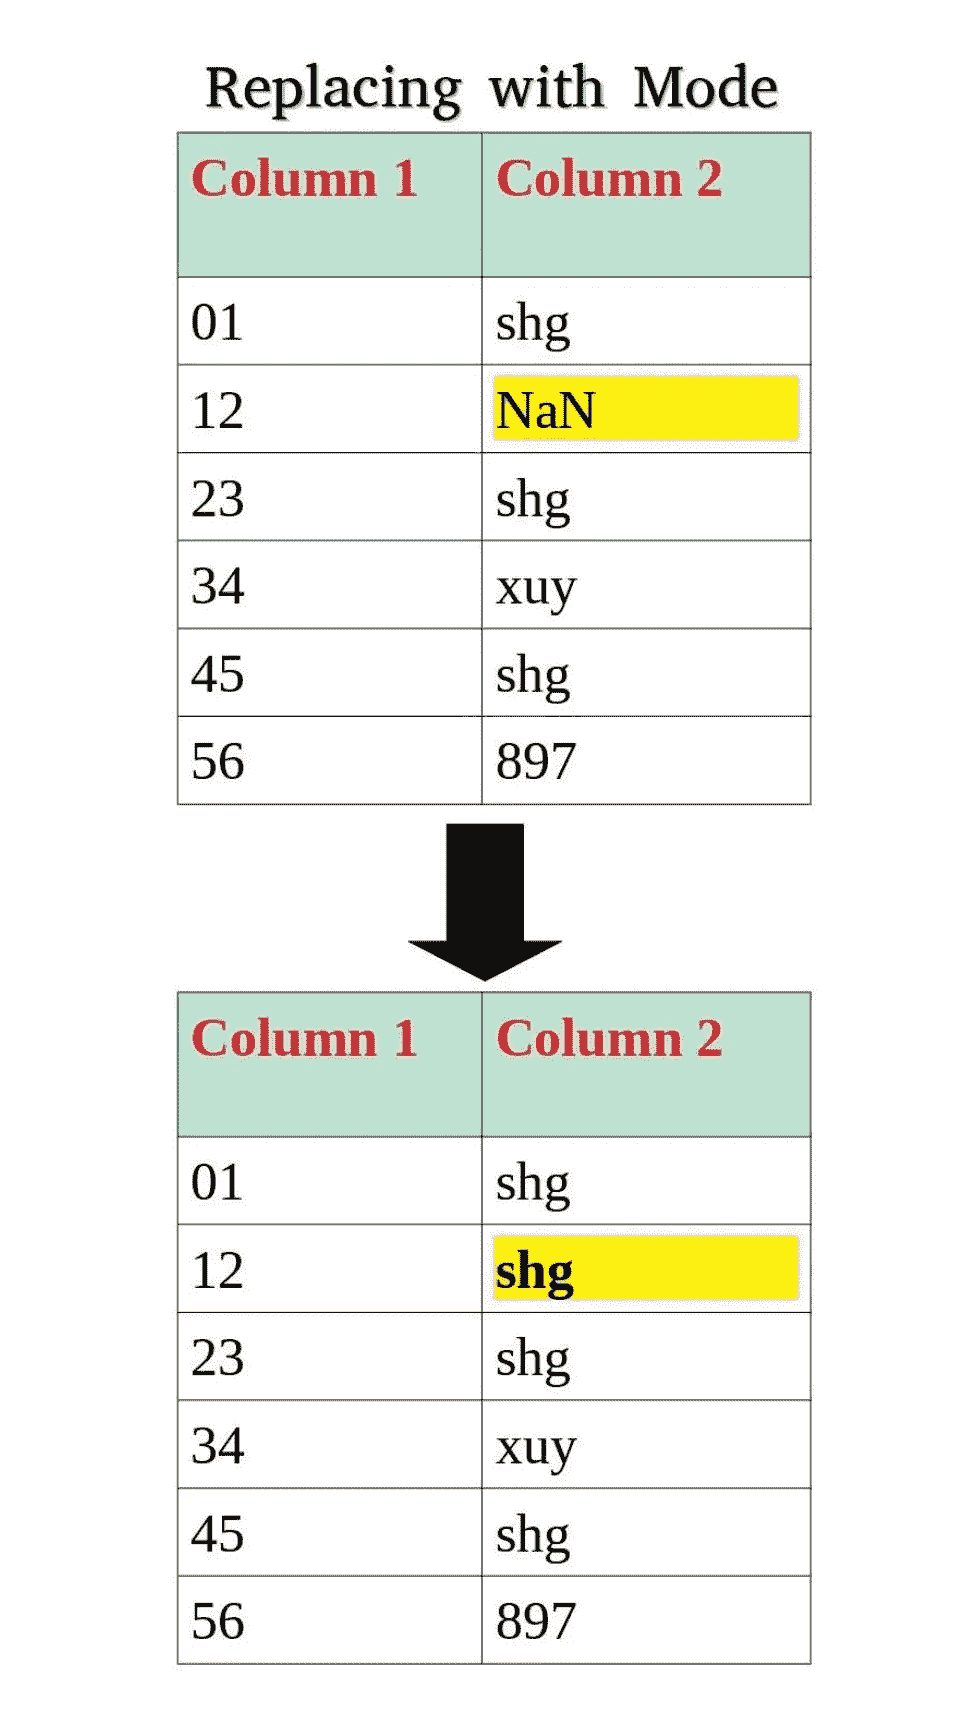 Replacing with Mode
Column 1 Column 2
01 shg
12 NaN
23 shg
34 xuy
45 shg
56 897
Column 1 Column 2
01 shg
12 shg
23 shg
34 xuy
45 shg
56 897